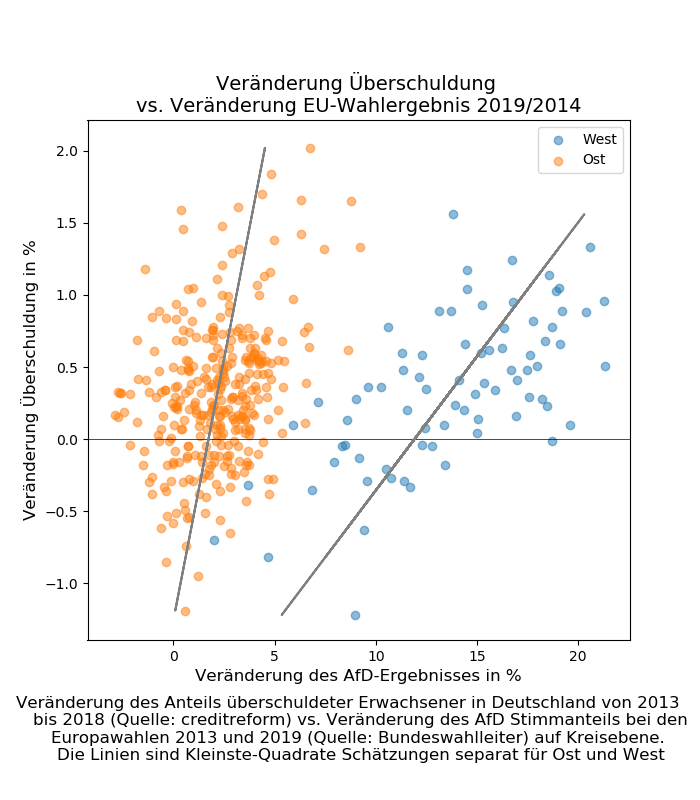 Veränderung Überschuldung
vs. Veränderung EU-Wahlergebnis 2019/2014
West
Ost
2.0
1.5
1.0
0.5
0.0
−0.5
−1.0
Veränderung Überschuldung in %
0
5
10
15
20
Veränderung des AfD-Ergebnisses in %
Veränderung des Anteils überschuldeter Erwachsener in Deutschland von 2013
bis 2018 (Quelle: creditreform) vs. Veränderung des AfD Stimmanteils bei den
Europawahlen 2013 und 2019 (Quelle: Bundeswahlleiter) auf Kreisebene.
Die Linien sind Kleinste-Quadrate Schätzungen separat für Ost und West